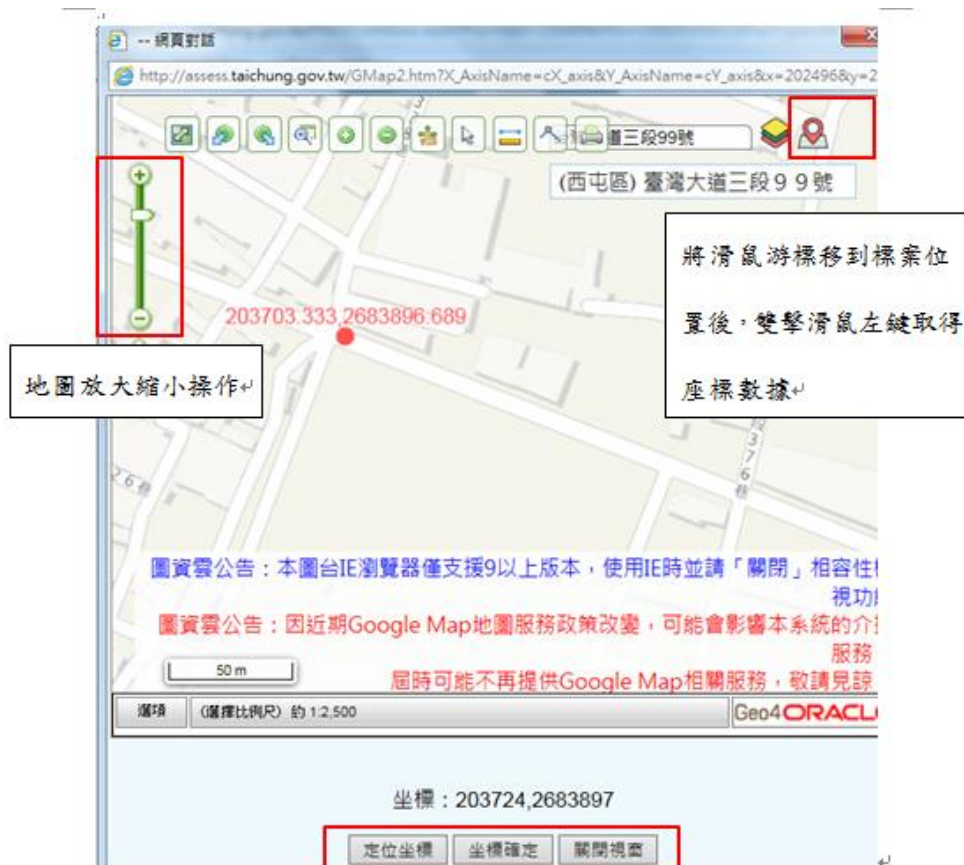 -- 網頁對話
http://assess.taichung.gov.tw/GMap2.htm?X_AxisName=cX_axis&Y_AxisName=cY_axis&x=202496&y=2
道三段99號
(西屯區) 臺灣大道三段９９號
將滑鼠游標移到標案位
置後，雙擊滑鼠左鍵取得
座標數據
203703.333,2683896.689
地圖放大縮小操作
段376巷
26巷
圖資雲公告：本圖台IE瀏覽器僅支援9以上版本，使用IE時並請「關閉」相容性
視功
圖資雲公告：因近期Google Map地圖服務政策改變，可能會影響本系統的介
服務
屆時可能不再提供Google Map相關服務，敬請見諒
50 m
選項 (選擇比例尺) 約 1:2,500 Geo4ORACL
坐標：203724,2683897
定位坐標 坐標確定 關閉視窗